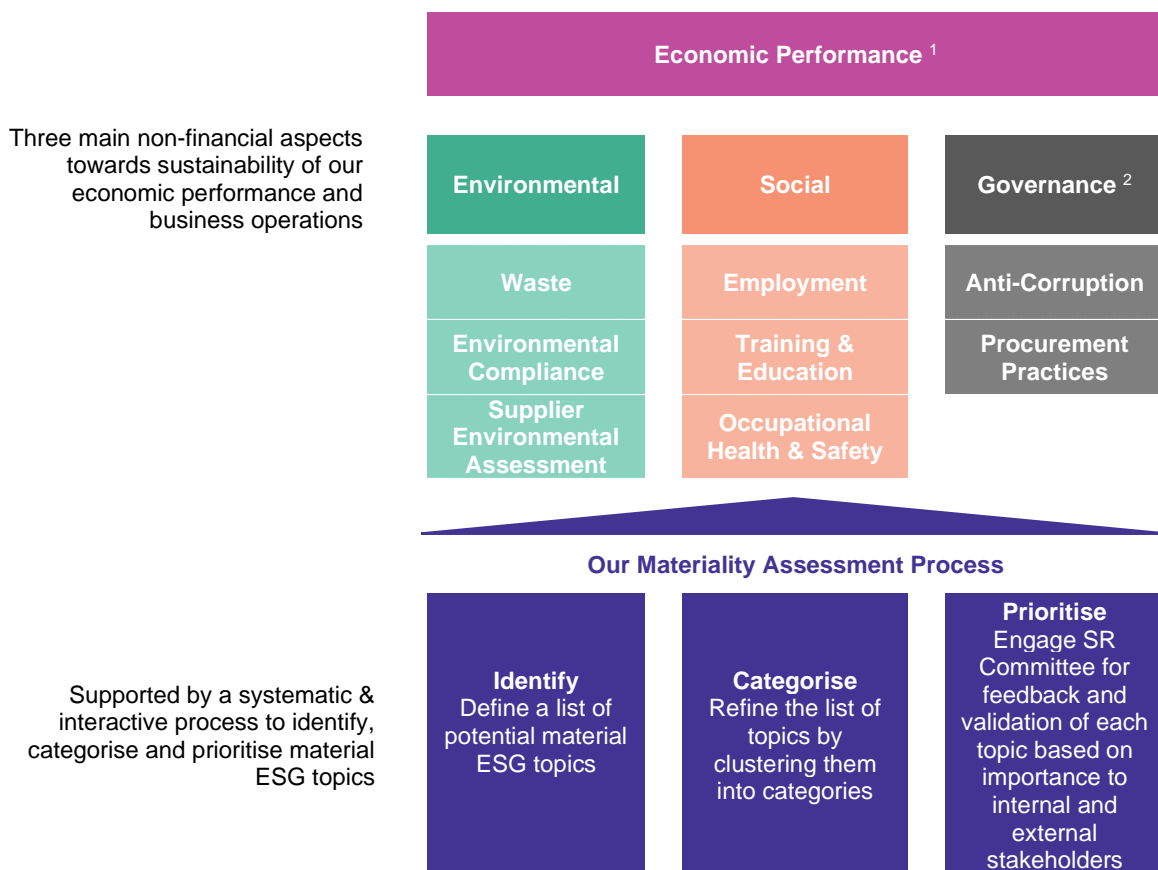 Economic Performance 1
Three main non-financial aspects
towards sustainability of our
economic performance and
business operations
Environmental
Social
Governance 2
Waste
Employment
Anti-Corruption
Environmental
Compliance
Training &
Education
Procurement
Practices
Supplier
Environmental
Assessment
Occupational
Health & Safety
Our Materiality Assessment Process
Supported by a systematic &
interactive process to identify,
categorise and prioritise material
ESG topics
Identify
Define a list of
potential material
ESG topics
Categorise
Refine the list of
topics by
clustering them
into categories
Prioritise
Engage SR
Committee for
feedback and
validation of each
topic based on
importance to
internal and
external
stakeholders